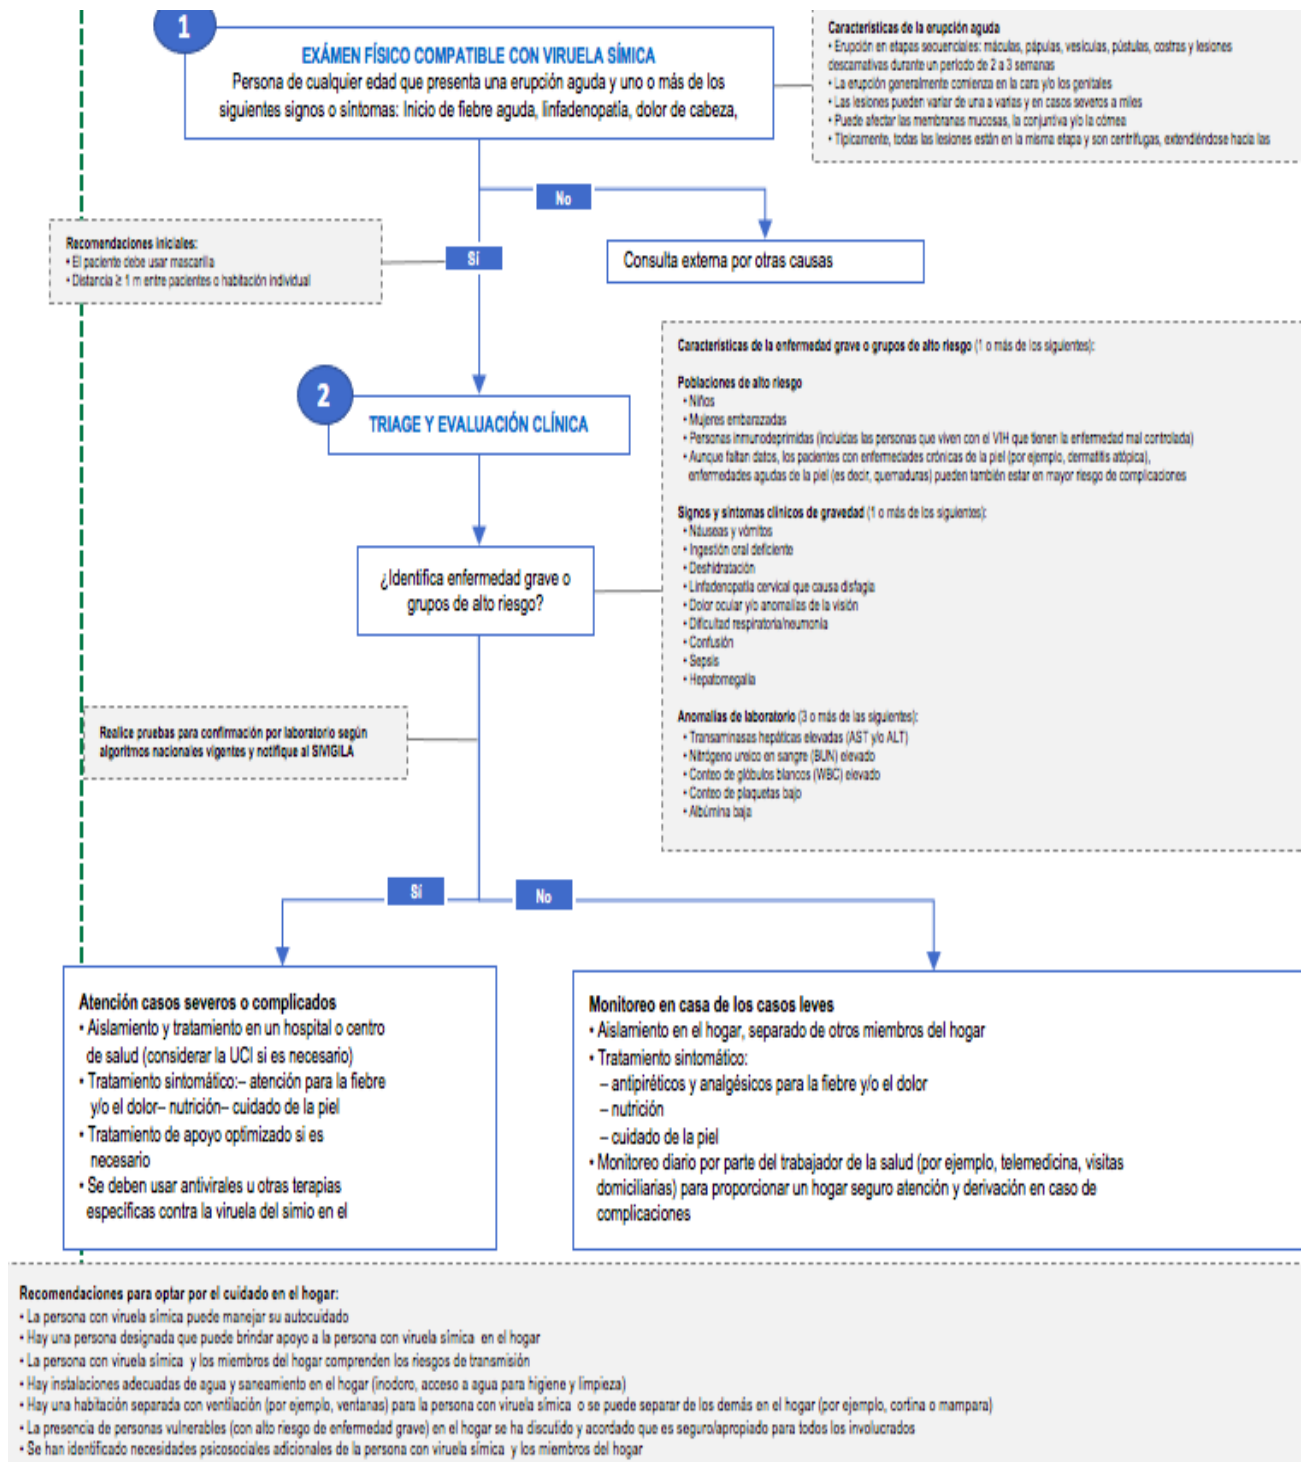 1
EXÁMEN FÍSICO COMPATIBLE CON VIRUELA SÍMICA
Persona de cualquier edad que presenta una erupción aguda y uno o más de los
siguientes signos o síntomas: Inicio de fiebre aguda, linfadenopatía, dolor de cabeza,
Características de la erupción aguda
• Erupción en etapas secuenciales: máculas, pápulas, vesículas, pústulas, costras y lesiones
descamativas durante un período de 2 a 3 semanas
• La erupción generalmente comienza en la cara y/o los genitales
• Las lesiones pueden variar de una a varias y en casos severos a miles
• Puede afectar las membranas mucosas, la conjuntiva y/o la córnea
• Típicamente, todas las lesiones están en la misma etapa y son centrífugas, extendiéndose hacia las
No
Sí
Recomendaciones iniciales:
• El paciente debe usar mascarilla
• Distancia ≥ 1 m entre pacientes o habitación individual
Consulta externa por otras causas
2
TRIAGE Y EVALUACIÓN CLÍNICA
Características de la enfermedad grave o grupos de alto riesgo (1 o más de los siguientes):
Poblaciones de alto riesgo
• Niños
• Mujeres embarazadas
• Personas inmunodeprimidas (incluidas las personas que viven con el VIH que tienen la enfermedad mal controlada)
• Aunque faltan datos, los pacientes con enfermedades crónicas de la piel (por ejemplo, dermatitis atópica),
enfermedades agudas de la piel (es decir, quemaduras) pueden también estar en mayor riesgo de complicaciones
Signos y síntomas clínicos de gravedad (1 o más de los siguientes):
• Náuseas y vómitos
• Ingestión oral deficiente
• Deshidratación
• Linfadenopatía cervical que causa disfagia
• Dolor ocular y/o anomalías de la visión
• Dificultad respiratoria/neumonía
• Confusión
• Sepsis
• Hepatomegalia
Anomalías de laboratorio (3 o más de las siguientes):
• Transaminasas hepáticas elevadas (AST y/o ALT)
• Nitrógeno ureico en sangre (BUN) elevado
• Conteo de glóbulos blancos (WBC) elevado
• Conteo de plaquetas bajo
• Albúmina baja
¿Identifica enfermedad grave o
grupos de alto riesgo?
Realice pruebas para confirmación por laboratorio según
algoritmos nacionales vigentes y notifique al SIVIGILA
Sí
No
Atención casos severos o complicados
• Aislamiento y tratamiento en un hospital o centro
de salud (considerar la UCI si es necesario)
• Tratamiento sintomático:– atención para la fiebre
y/o el dolor– nutrición– cuidado de la piel
• Tratamiento de apoyo optimizado si es
necesario
• Se deben usar antivirales u otras terapias
específicas contra la viruela del simio en el
Monitoreo en casa de los casos leves
• Aislamiento en el hogar, separado de otros miembros del hogar
• Tratamiento sintomático:
– antipiréticos y analgésicos para la fiebre y/o el dolor
– nutrición
– cuidado de la piel
• Monitoreo diario por parte del trabajador de la salud (por ejemplo, telemedicina, visitas
domiciliarias) para proporcionar un hogar seguro atención y derivación en caso de
complicaciones
Recomendaciones para optar por el cuidado en el hogar:
• La persona con viruela símica puede manejar su autocuidado
• Hay una persona designada que puede brindar apoyo a la persona con viruela símica en el hogar
• La persona con viruela símica y los miembros del hogar comprenden los riesgos de transmisión
• Hay instalaciones adecuadas de agua y saneamiento en el hogar (inodoro, acceso a agua para higiene y limpieza)
• Hay una habitación separada con ventilación (por ejemplo, ventanas) para la persona con viruela símica o se puede separar de los demás en el hogar (por ejemplo, cortina o mampara)
• La presencia de personas vulnerables (con alto riesgo de enfermedad grave) en el hogar se ha discutido y acordado que es seguro/apropiado para todos los involucrados
• Se han identificado necesidades psicosociales adicionales de la persona con viruela símica y los miembros del hogar